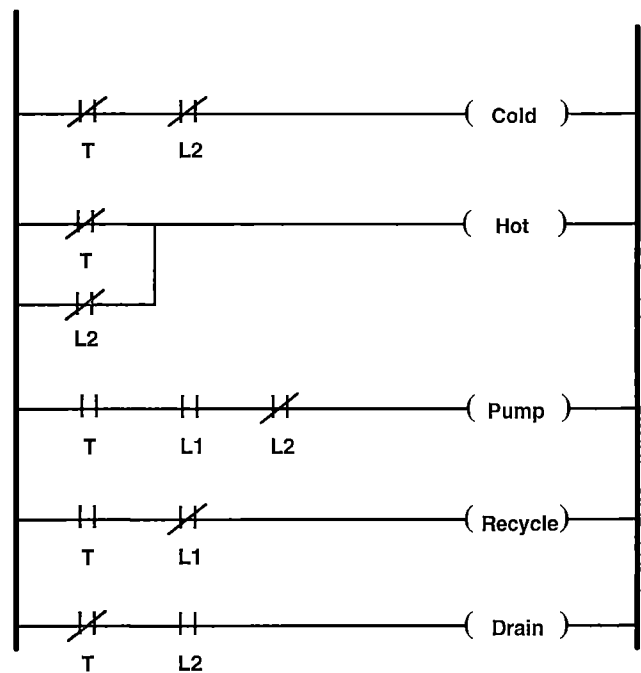 Cold
T L2
Hot
T
L2
Pump
T L1 L2
Recycle
T L1
Drain
T L2